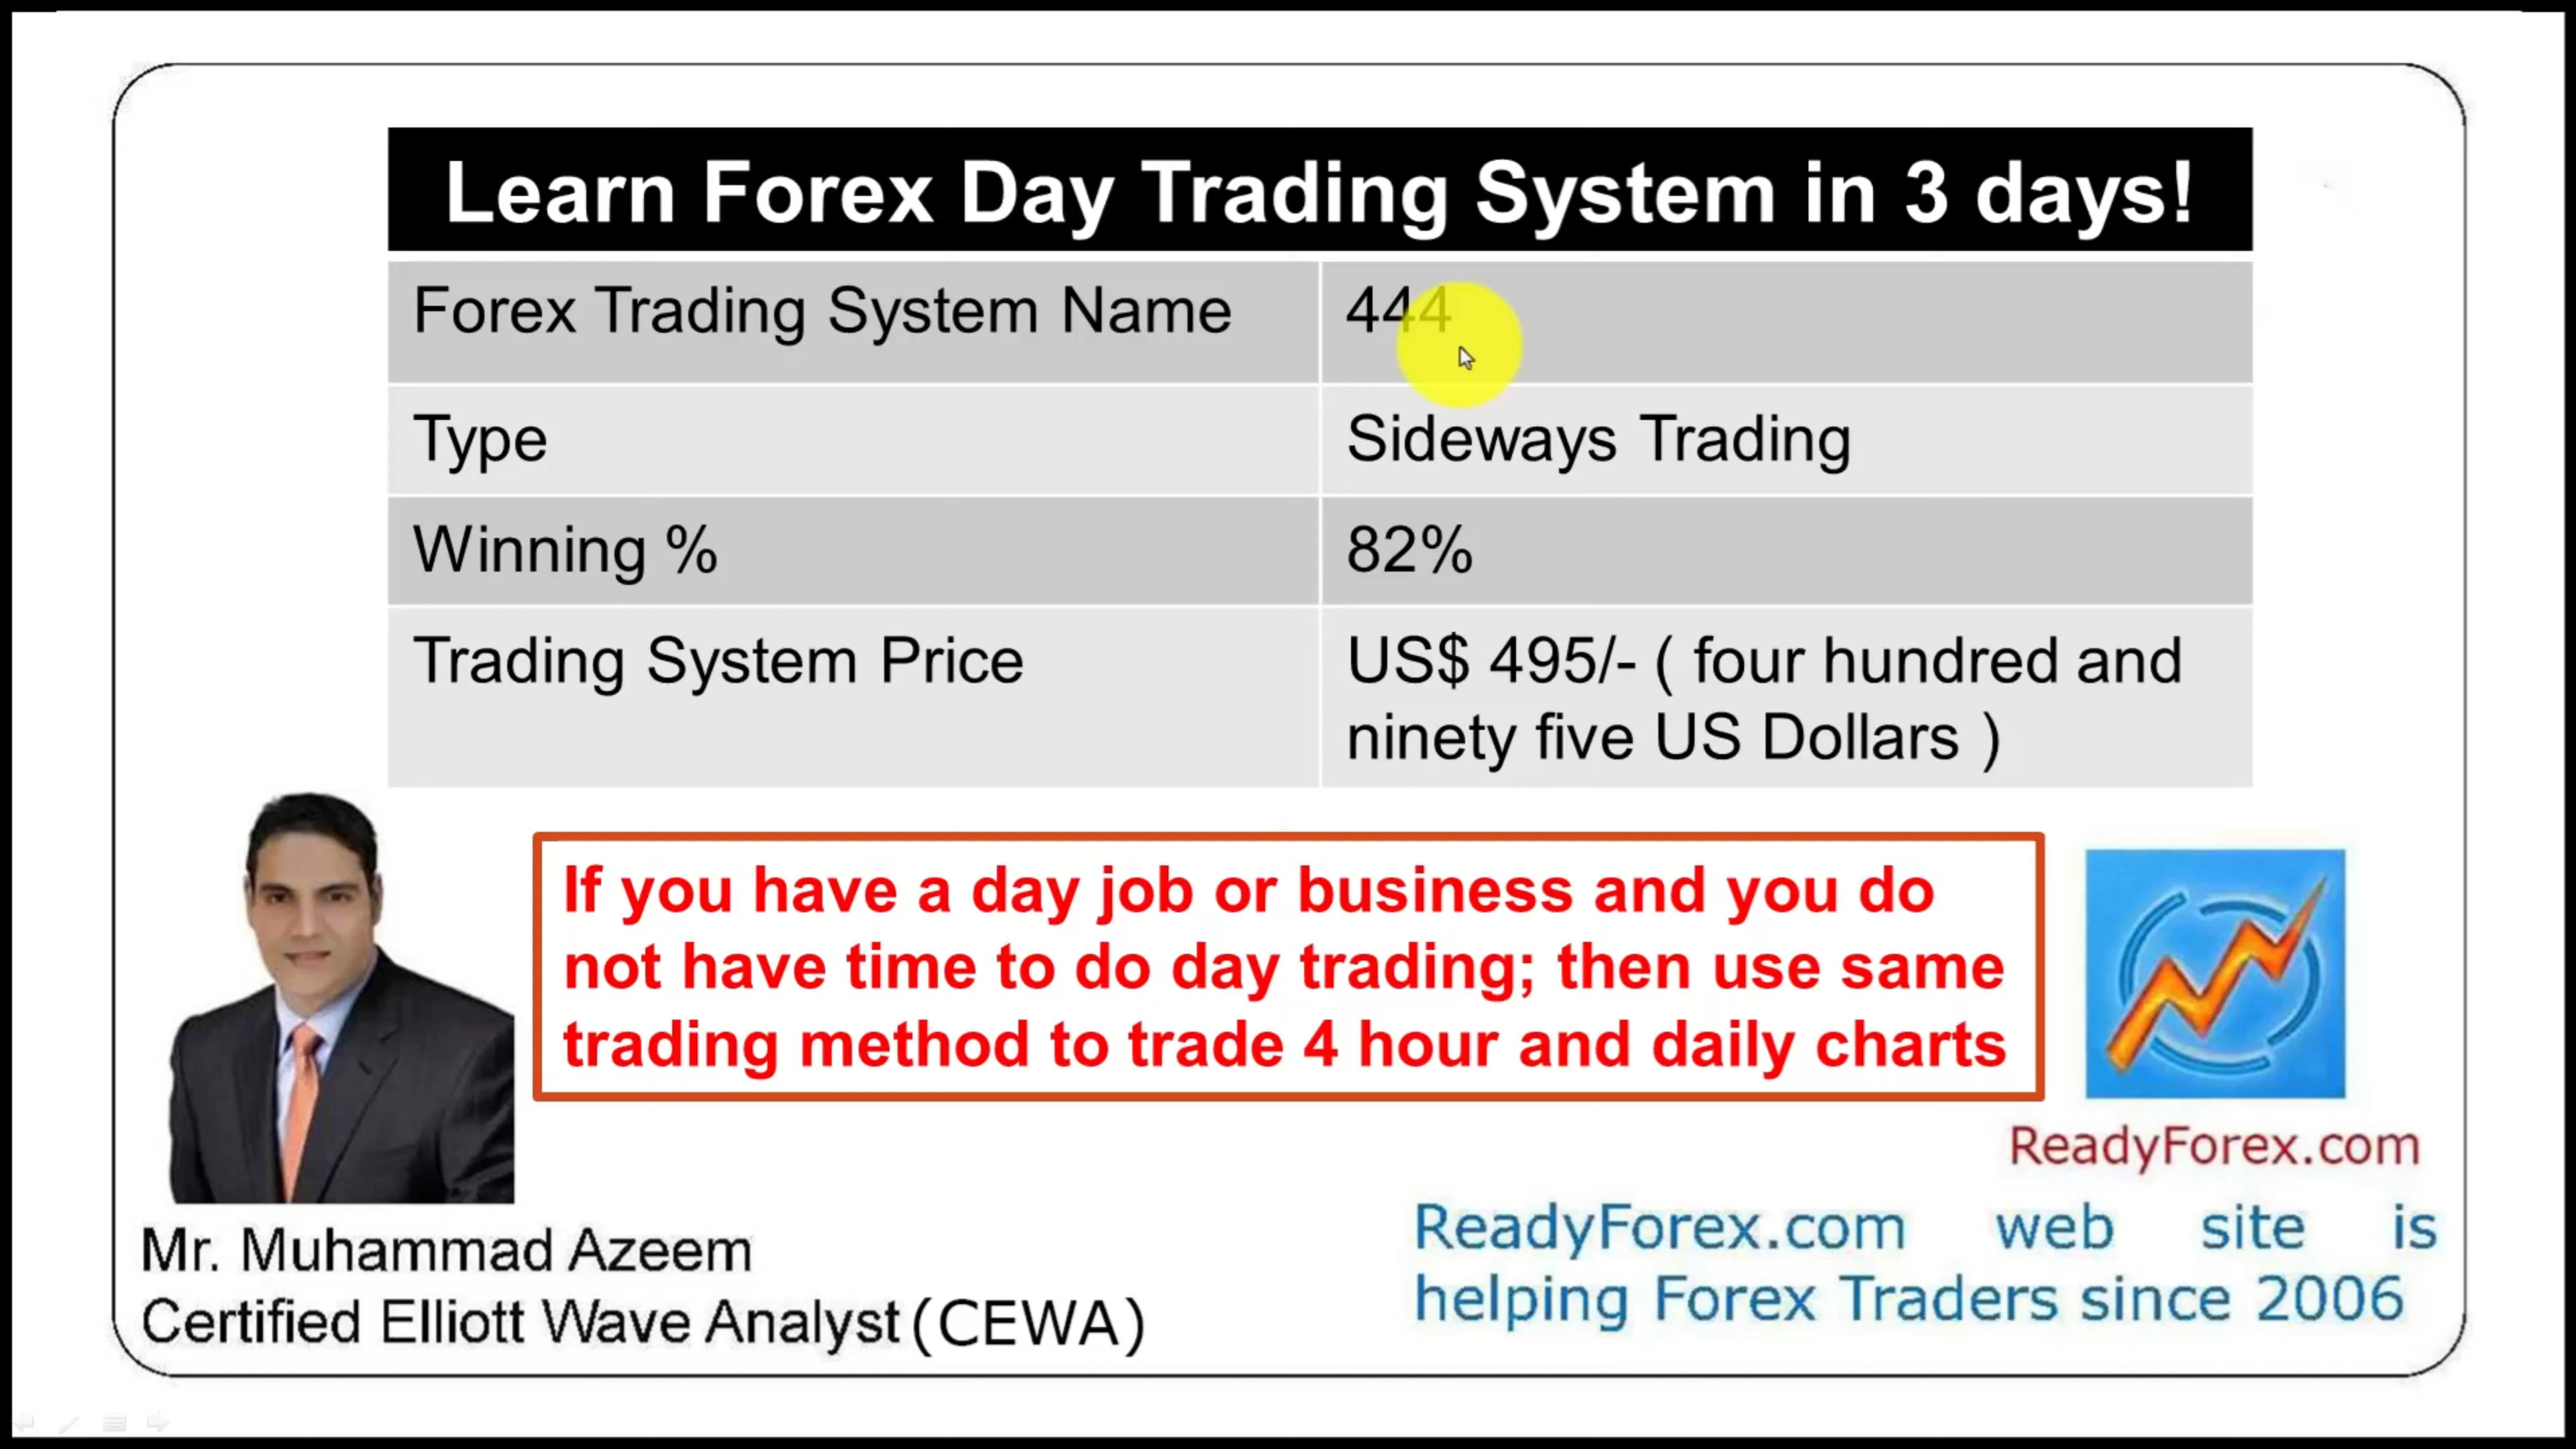 Learn Forex Day Trading System in 3 days!
Forex Trading System Name 444
Type Sideways Trading
Winning % 82%
Trading System Price US$ 495/- ( four hundred and
ninety five US Dollars )
If you have a day job or business and you do
not have time to do day trading; then use same
trading method to trade 4 hour and daily charts
ReadyForex.com
Mr. Muhammad Azeem
Certified Elliott Wave Analyst (CEWA)
ReadyForex.com web site is
helping Forex Traders since 2006